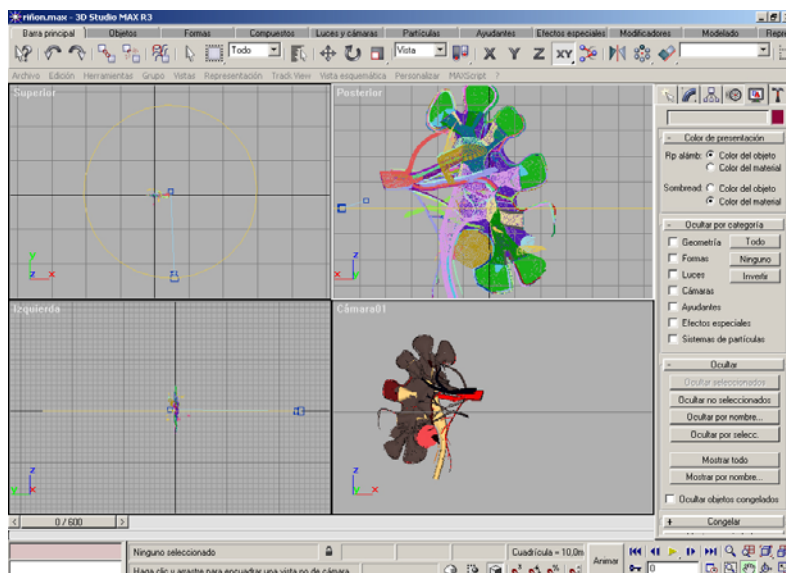 riñon.max - 3D Studio MAX R3
Barra principal Objetos Formas Compuestos Luces y cámaras Partículas Ayudantes Efectos especiales Modificadores Modelado
Todo Vista X Y Z XY
Archivo Edición Herramientas Grupo Vistas Representación Track View Vista esquemática Personalizar MAXScript ?
Superior Posterior
Color de presentación
Rp alámb: Color del objeto
Color del material
Sombread: Color del objeto
Color del material
Ocultar por categoría
Geometría Todo
Formas Ninguno
Luces Invertir
Cámaras
Ayudantes
Efectos especiales
Sistemas de partículas
Izquierda Cámara01
Ocultar
Ocultar seleccionados
Ocultar no seleccionados
Ocultar por nombre...
Ocultar por selecc.
Mostrar todo
Mostrar por nombre...
Ocultar objetos congelados
Congelar
0 / 600
Ninguno seleccionado Cuadrícula = 10,0m Animar
Haga clic y arrastre para encuadrar una vista no de cámara 0